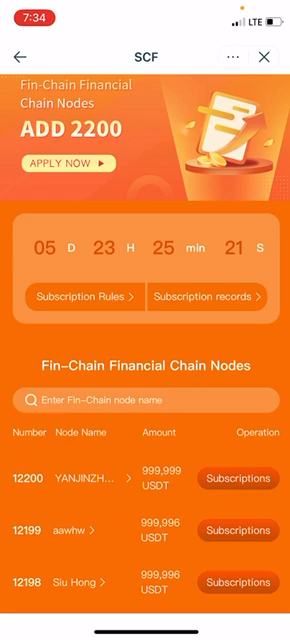 7:34
LTE
SCF
Fin-Chain Financial
Chain Nodes
ADD 2200
APPLY NOW
05 D 23 H 25 min 21 S
Subscription Rules > Subscription records >
Fin-Chain Financial Chain Nodes
Enter Fin-Chain node name
Number Node Name Amount Operation
12200 YANJINZH... > 999,999 USDT Subscriptions
12199 aawhw > 999,996 USDT Subscriptions
12198 Siu Hong > 999,996 USDT Subscriptions